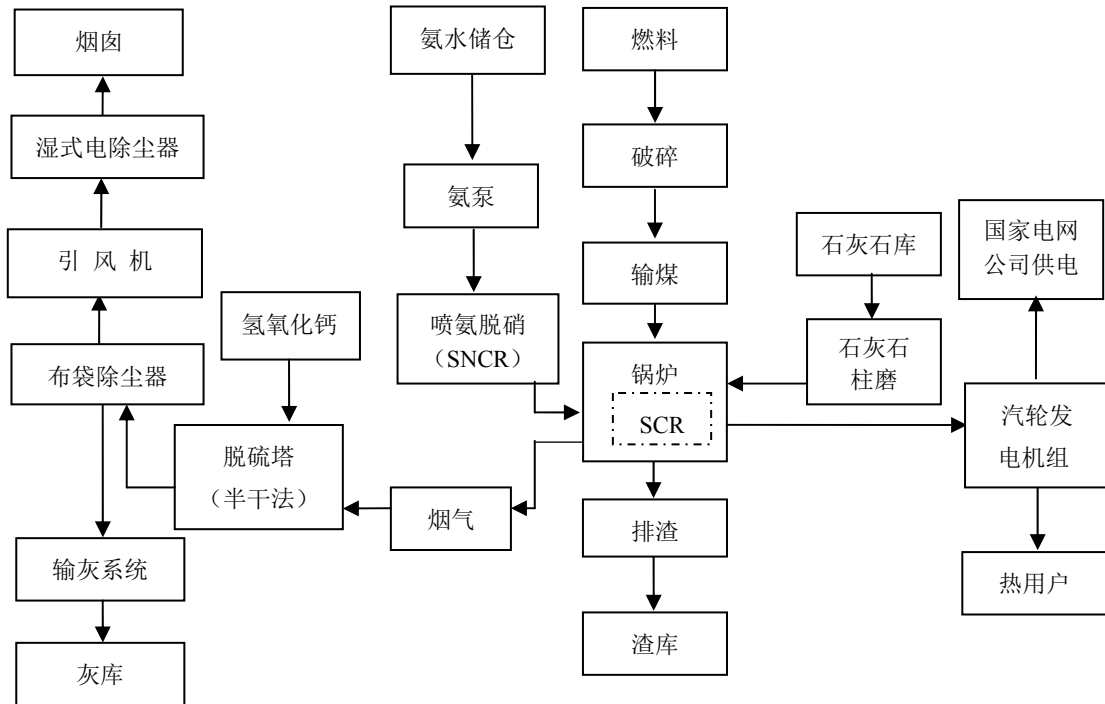 烟囱
氨水储仓
燃料
湿式电除尘器
破碎
氨泵
国家电网
公司供电
石灰石库
引 风 机
输煤
氢氧化钙
喷氨脱硝
（SNCR）
石灰石
柱磨
布袋除尘器
锅炉
SCR
汽轮发
电机组
脱硫塔
（半干法）
烟气
排渣
输灰系统
热用户
渣库
灰库